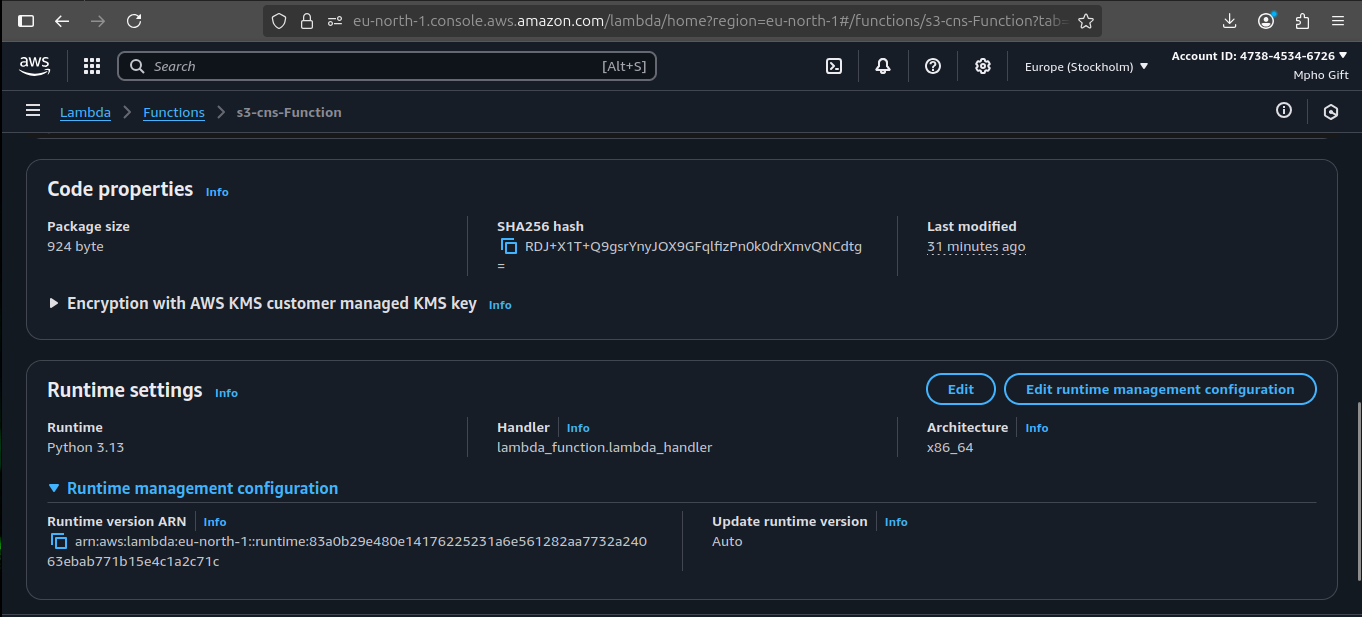 eu-north-1.console.aws.amazon.com/lambda/home?region=eu-north-1#/functions/s3-cns-Function?tab=
aws
Search [Alt+S]
Europe (Stockholm)
Account ID: 4738-4534-6726
Mpho Gift
Lambda > Functions > s3-cns-Function
Code properties Info
Package size
924 byte
SHA256 hash
RDJ+X1T+Q9gsrYnyJOX9GFqlfizPn0k0drXmvQNCdtg
=
Last modified
31 minutes ago
Encryption with AWS KMS customer managed KMS key Info
Runtime settings Info
Edit
Edit runtime management configuration
Runtime
Python 3.13
Handler Info
lambda_function.lambda_handler
Architecture Info
x86_64
Runtime management configuration
Runtime version ARN Info
arn:aws:lambda:eu-north-1::runtime:83a0b29e480e14176225231a6e561282aa7732a240
63ebab771b15e4c1a2c71c
Update runtime version Info
Auto